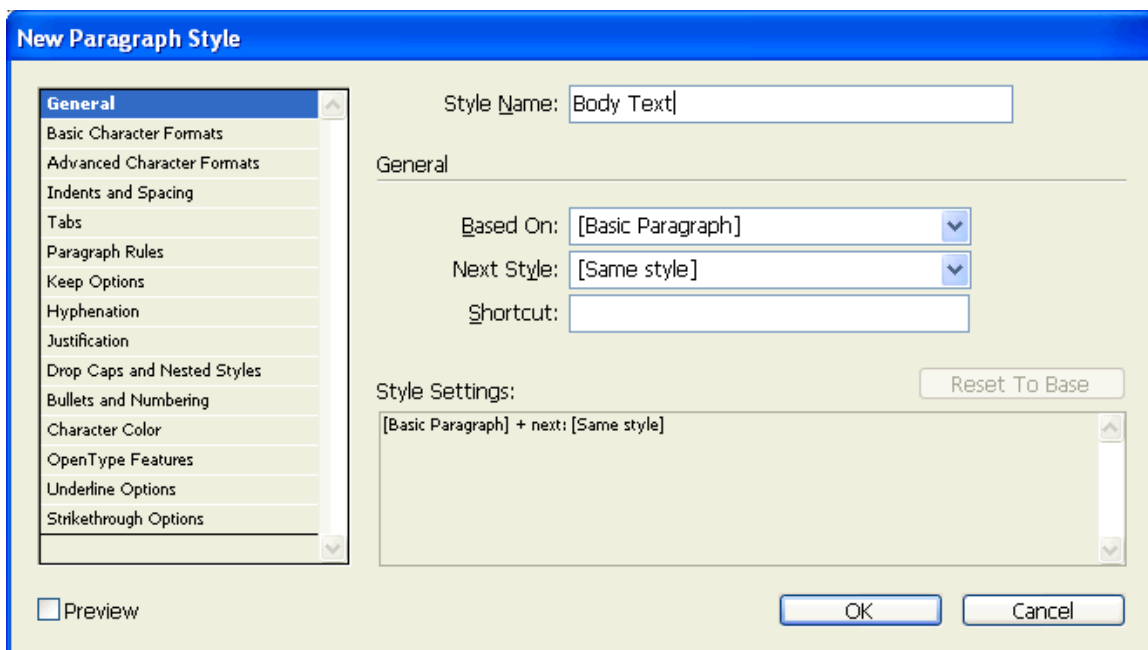 New Paragraph Style
General
Basic Character Formats
Advanced Character Formats
Indents and Spacing
Tabs
Paragraph Rules
Keep Options
Hyphenation
Justification
Drop Caps and Nested Styles
Bullets and Numbering
Character Color
OpenType Features
Underline Options
Strikethrough Options
Style Name: Body Text
General
Based On: [Basic Paragraph]
Next Style: [Same style]
Shortcut:
Style Settings:
Reset To Base
[Basic Paragraph] + next: [Same style]
Preview
OK
Cancel